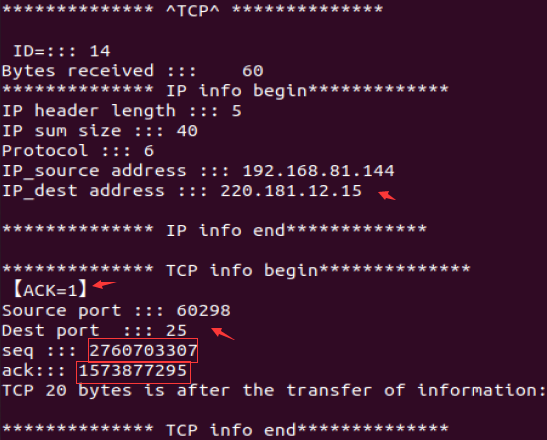 ************** ^TCP^ **************
ID=::: 14
Bytes received :::    60
************** IP info begin*************
IP header length ::: 5
IP sum size ::: 40
Protocol ::: 6
IP_source address ::: 192.168.81.144
IP_dest address ::: 220.181.12.15
************** IP info end*************
************** TCP info begin**************
【ACK=1】
Source port ::: 60298
Dest port  ::: 25
seq ::: 2760703307
ack::: 1573877295
TCP 20 bytes is after the transfer of information:
************** TCP info end**************